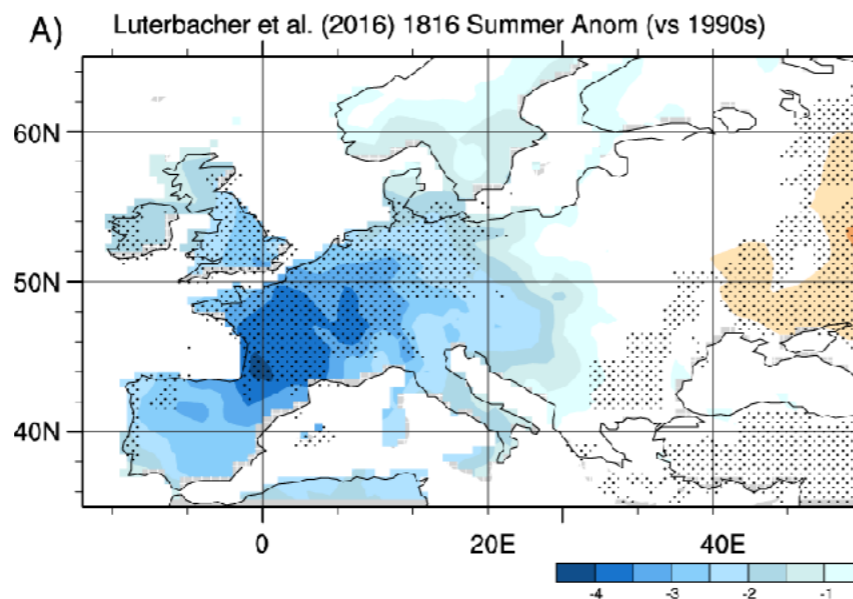 A) Luterbacher et al. (2016) 1816 Summer Anom (vs 1990s)
60N
50N
40N
0 20E 40E
-4 -3 -2 -1